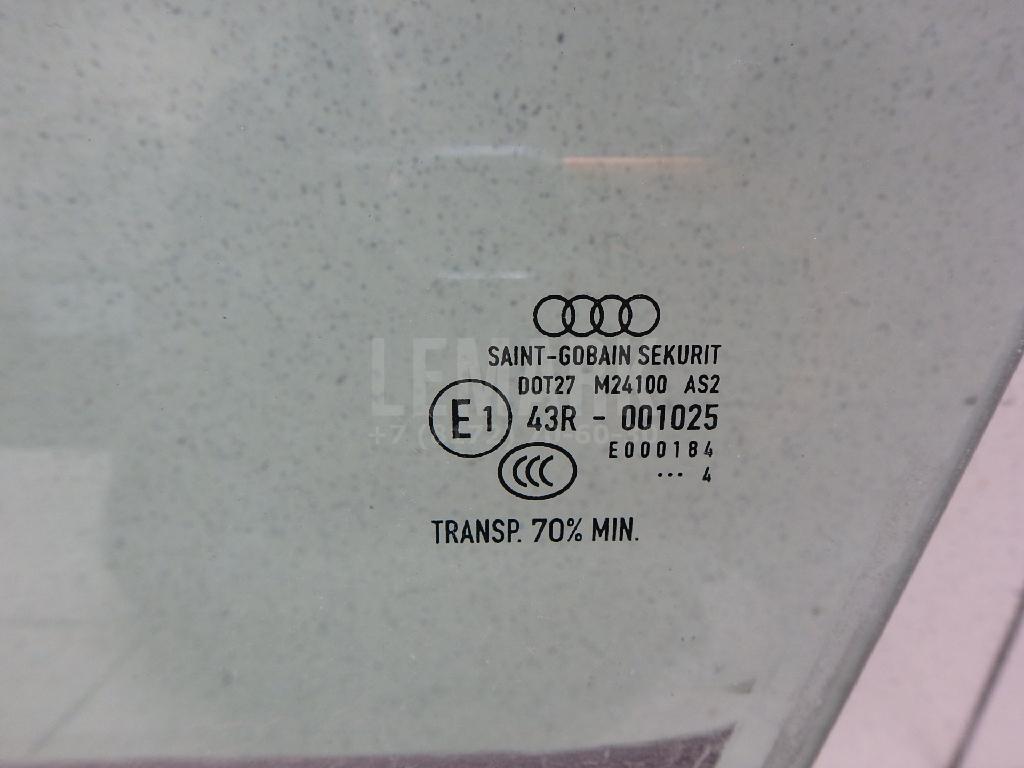 SAINT-GOBAIN SEKURIT
DOT27 M24100 AS2
E1 43R - 001025
E000184
CCC
... 4
TRANSP. 70% MIN.